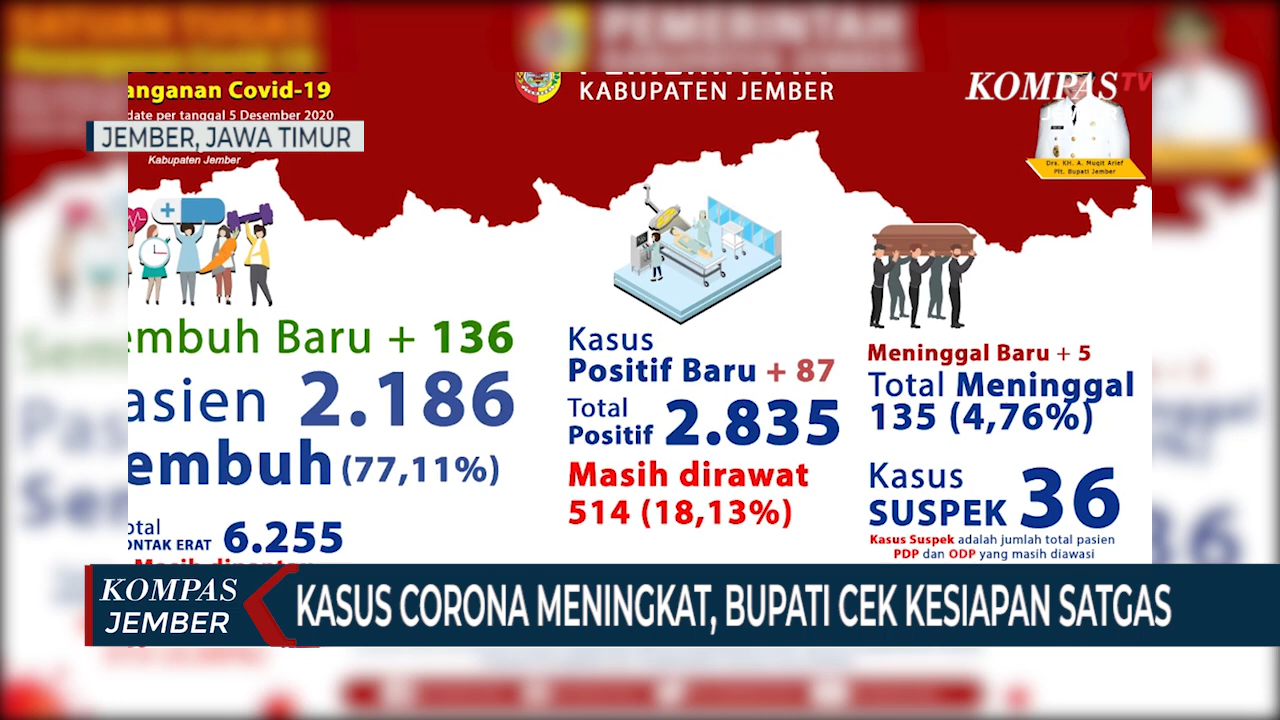 anganan Covid-19
date per tanggal 5 Desember 2020
JEMBER, JAWA TIMUR
Kabupaten Jember
KABUPATEN JEMBER
KOMPAS TV
JEMBER
Drs. KH. A. Muqit Arief
Plt. Bupati Jember
embuh Baru + 136
asien 2.186
embuh (77,11%)
otal
ONTAK ERAT 6.255
Kasus
Positif Baru + 87
Total
Positif 2.835
Masih dirawat
514 (18,13%)
Meninggal Baru + 5
Total Meninggal
135 (4,76%)
Kasus
SUSPEK 36
Kasus Suspek adalah jumlah total pasien
PDP dan ODP yang masih diawasi
KOMPAS
JEMBER
KASUS CORONA MENINGKAT, BUPATI CEK KESIAPAN SATGAS